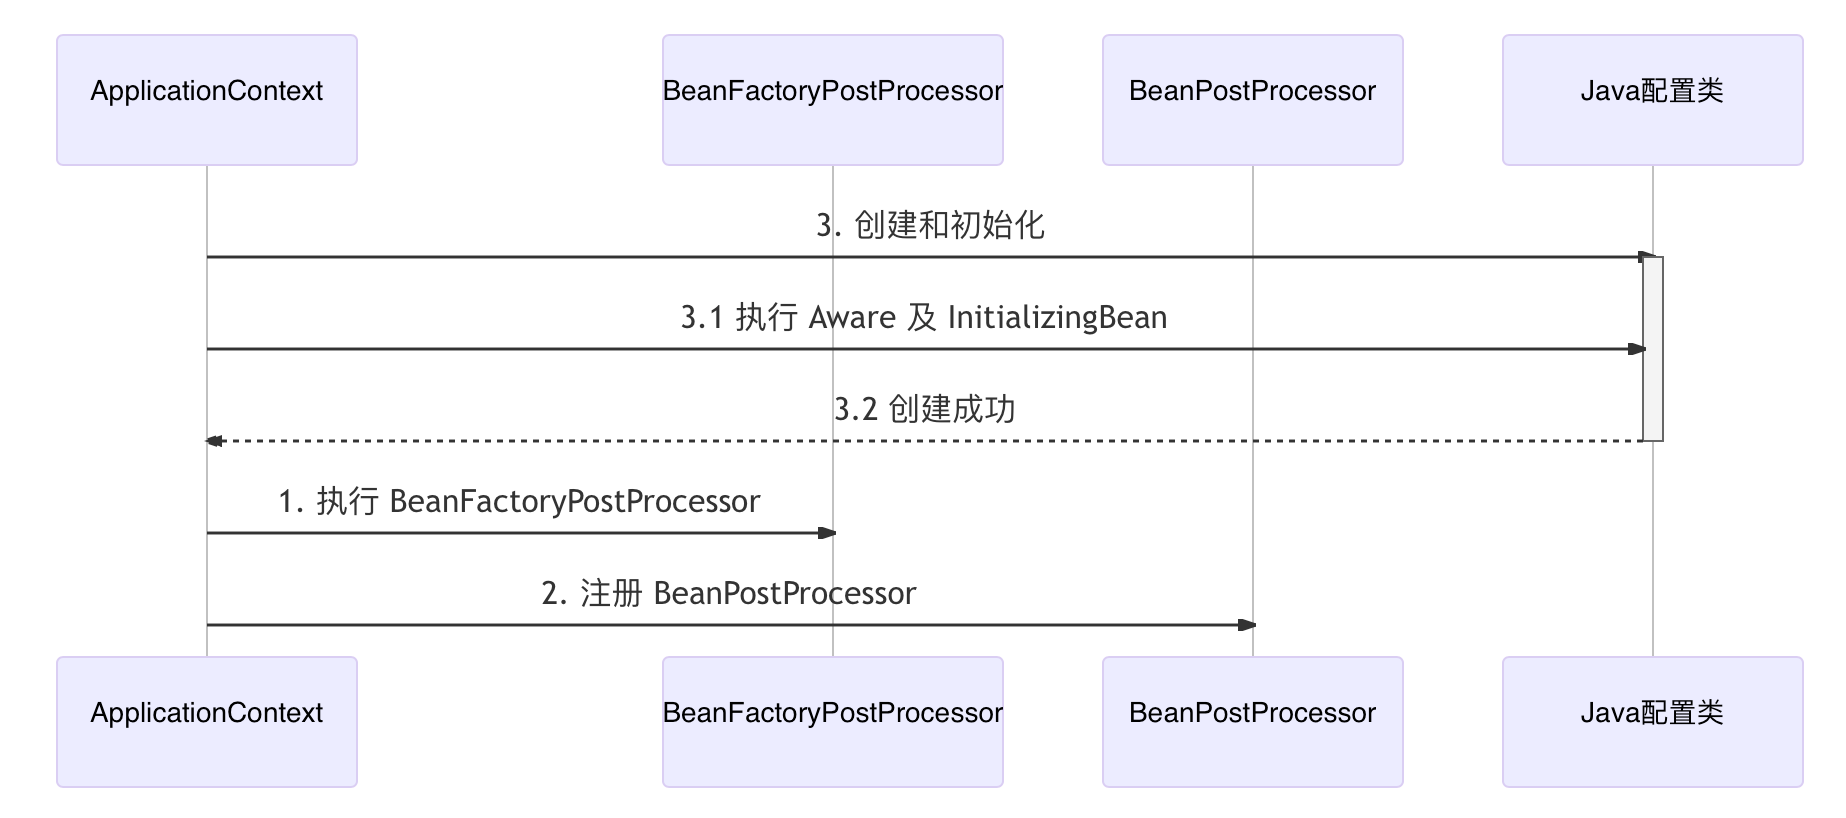 ApplicationContext
BeanFactoryPostProcessor
BeanPostProcessor
Java配置类
3. 创建和初始化
3.1 执行 Aware 及 InitializingBean
3.2 创建成功
1. 执行 BeanFactoryPostProcessor
2. 注册 BeanPostProcessor
ApplicationContext
BeanFactoryPostProcessor
BeanPostProcessor
Java配置类